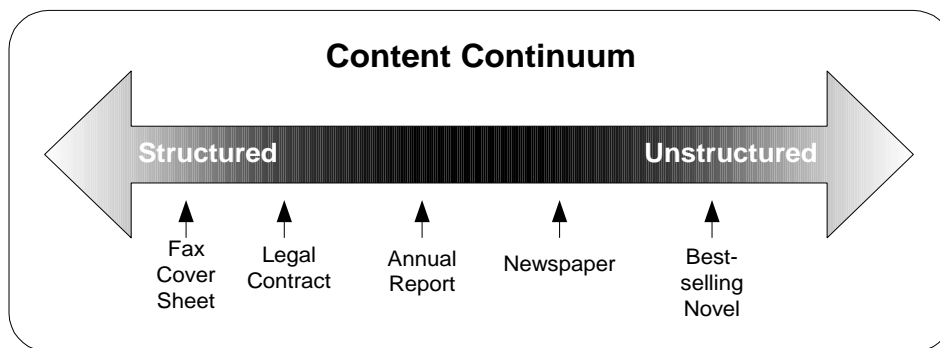 Content Continuum
Structured
Unstructured
Fax
Cover
Sheet
Legal
Contract
Annual
Report
Newspaper
Best-
selling
Novel